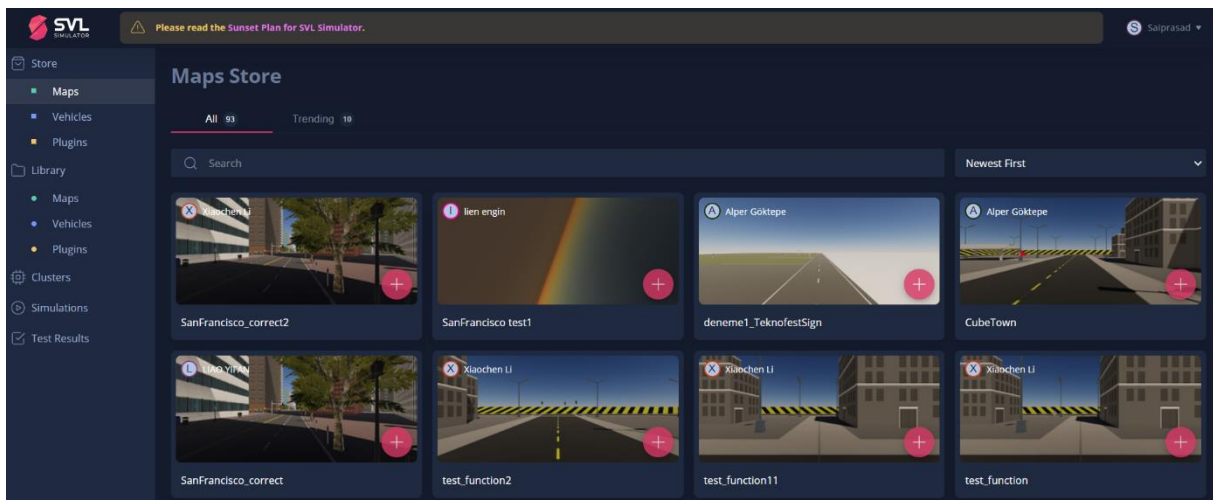 SVL
SIMULATOR
Please read the Sunset Plan for SVL Simulator.
S Saiprasad
Store
Maps
Vehicles
Plugins
Library
Maps
Vehicles
Plugins
Clusters
Simulations
Test Results
Maps Store
All 93
Trending 10
Search
Newest First
X Xiaochen Li
SanFrancisco_correct2
l lien engin
SanFrancisco test1
A Alper Göktepe
deneme1_TeknofestSign
A Alper Göktepe
CubeTown
L LIAO YIFAN
SanFrancisco_correct
X Xiaochen Li
test_function2
X Xiaochen Li
test_function11
X Xiaochen Li
test_function